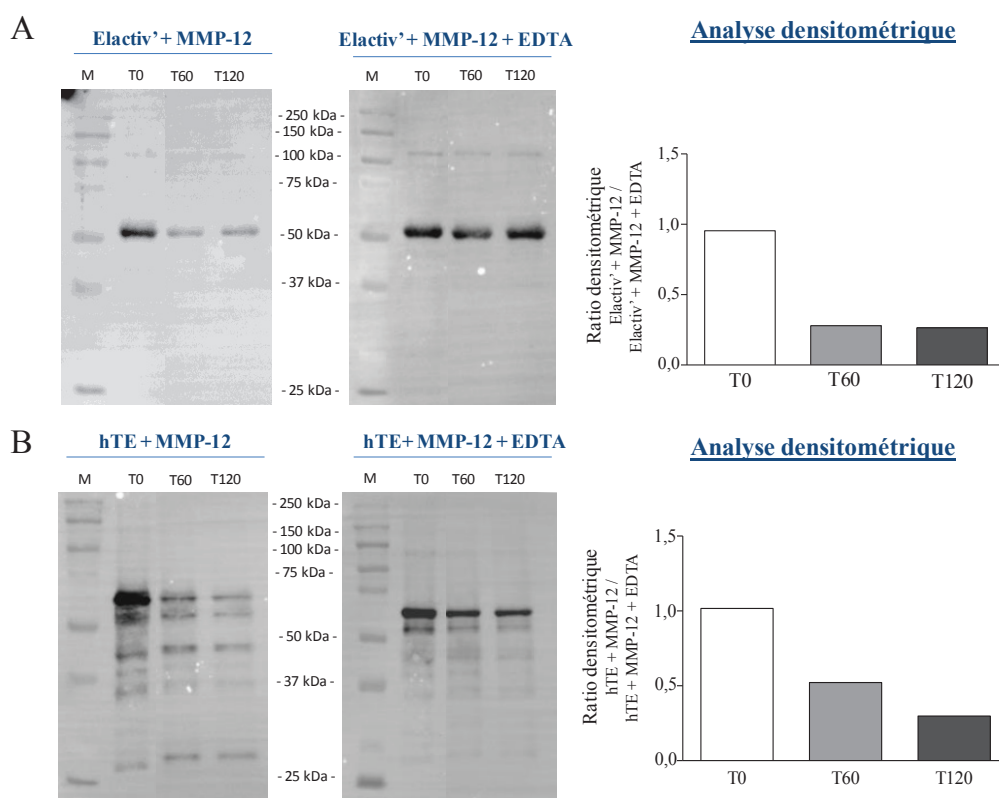 A
Elactiv’ + MMP-12
Elactiv’ + MMP-12 + EDTA
Analyse densitométrique
M T0 T60 T120
M T0 T60 T120
- 250 kDa -
- 150 kDa -
- 100 kDa -
- 75 kDa -
- 50 kDa -
- 37 kDa -
- 25 kDa -
Ratio densitométrique
Elactiv’ + MMP-12 /
Elactiv’ + MMP-12 + EDTA
1,5
1,0
0,5
0,0
T0 T60 T120
B
hTE + MMP-12
hTE+ MMP-12 + EDTA
Analyse densitométrique
M T0 T60 T120
M T0 T60 T120
- 250 kDa -
- 150 kDa -
- 100 kDa -
- 75 kDa -
- 50 kDa -
- 37 kDa -
- 25 kDa -
Ratio densitométrique
hTE + MMP-12 /
hTE + MMP-12 + EDTA
1,5
1,0
0,5
0,0
T0 T60 T120